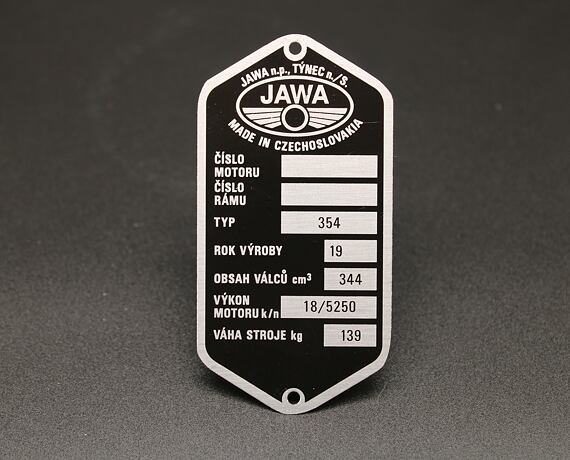 JAWA n.p., TÝNEC n./S.
JAWA
MADE IN CZECHOSLOVAKIA
ČÍSLO
MOTORU
ČÍSLO
RÁMU
TYP 354
ROK VÝROBY 19
OBSAH VÁLCŮ cm³ 344
VÝKON
MOTORU k/n 18/5250
VÁHA STROJE kg 139